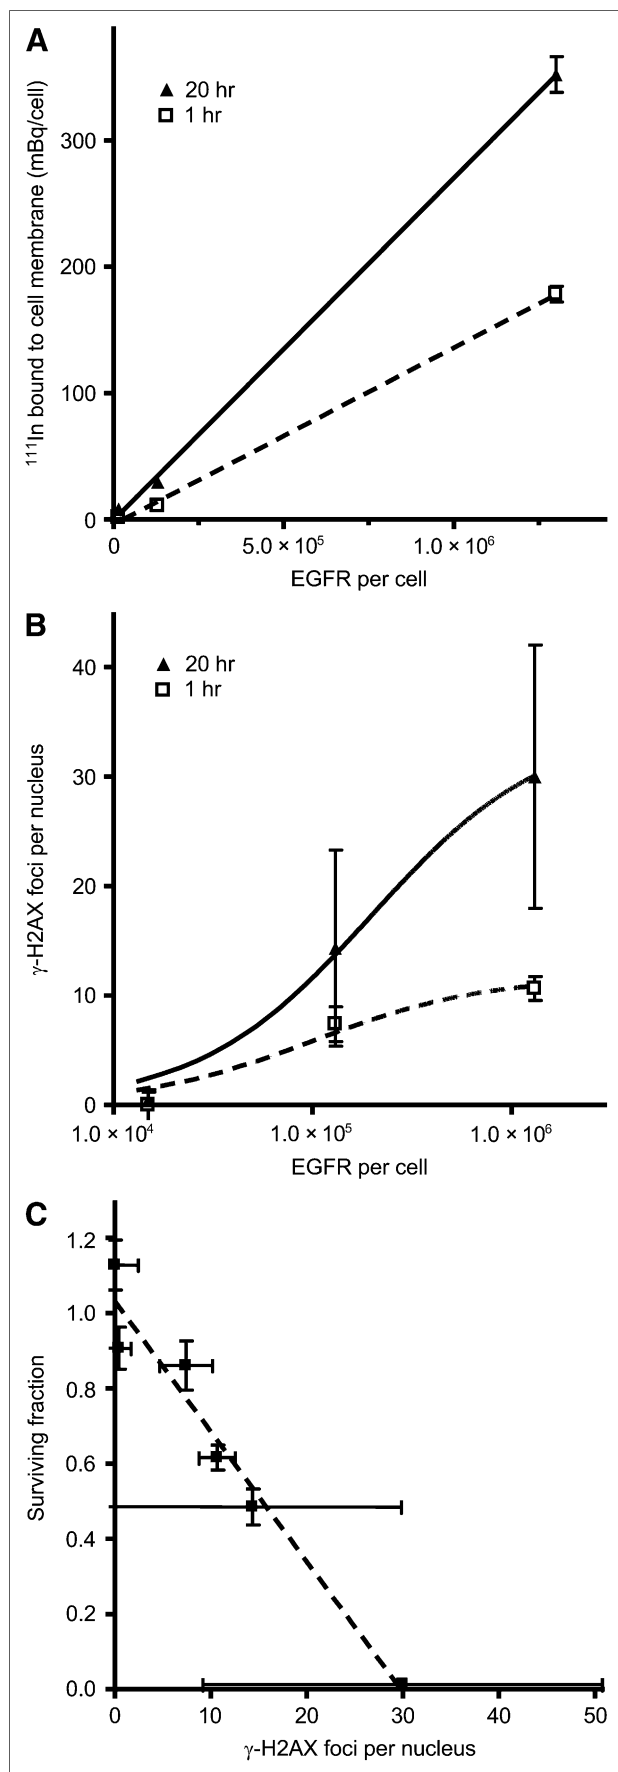 A
20 hr
1 hr
¹¹¹In bound to cell membrane (mBq/cell)
300
200
100
0
0
5.0 × 10⁵
1.0 × 10⁶
EGFR per cell
B
20 hr
1 hr
γ-H2AX foci per nucleus
40
30
20
10
0
1.0 × 10⁴
1.0 × 10⁵
1.0 × 10⁶
EGFR per cell
C
Surviving fraction
1.2
1.0
0.8
0.6
0.4
0.2
0.0
0
10
20
30
40
50
γ-H2AX foci per nucleus